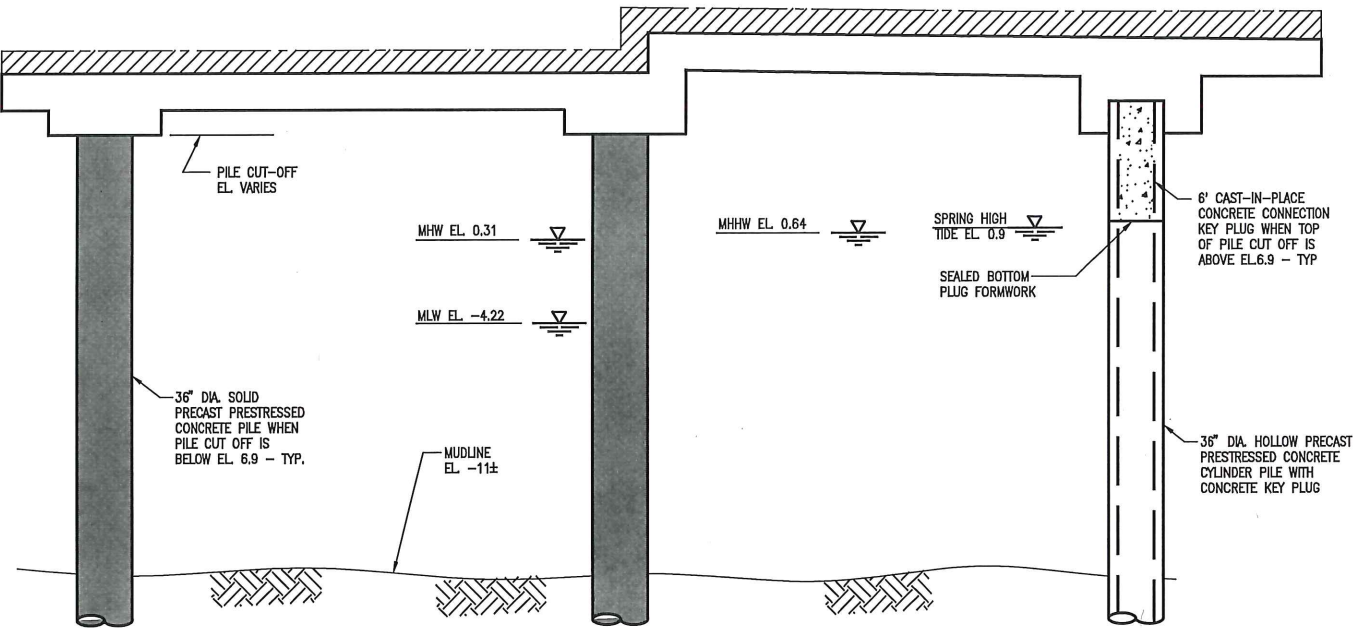 PILE CUT-OFF
EL. VARIES
MHW EL. 0.31
MLW EL. -4.22
MHHW EL. 0.64
SPRING HIGH
TIDE EL. 0.9
SEALED BOTTOM
PLUG FORMWORK
6' CAST-IN-PLACE
CONCRETE CONNECTION
KEY PLUG WHEN TOP
OF PILE CUT OFF IS
ABOVE EL.6.9 - TYP
36" DIA. SOLID
PRECAST PRESTRESSED
CONCRETE PILE WHEN
PILE CUT OFF IS
BELOW EL. 6.9 - TYP.
MUDLINE
EL. -11±
36" DIA. HOLLOW PRECAST
PRESTRESSED CONCRETE
CYLINDER PILE WITH
CONCRETE KEY PLUG